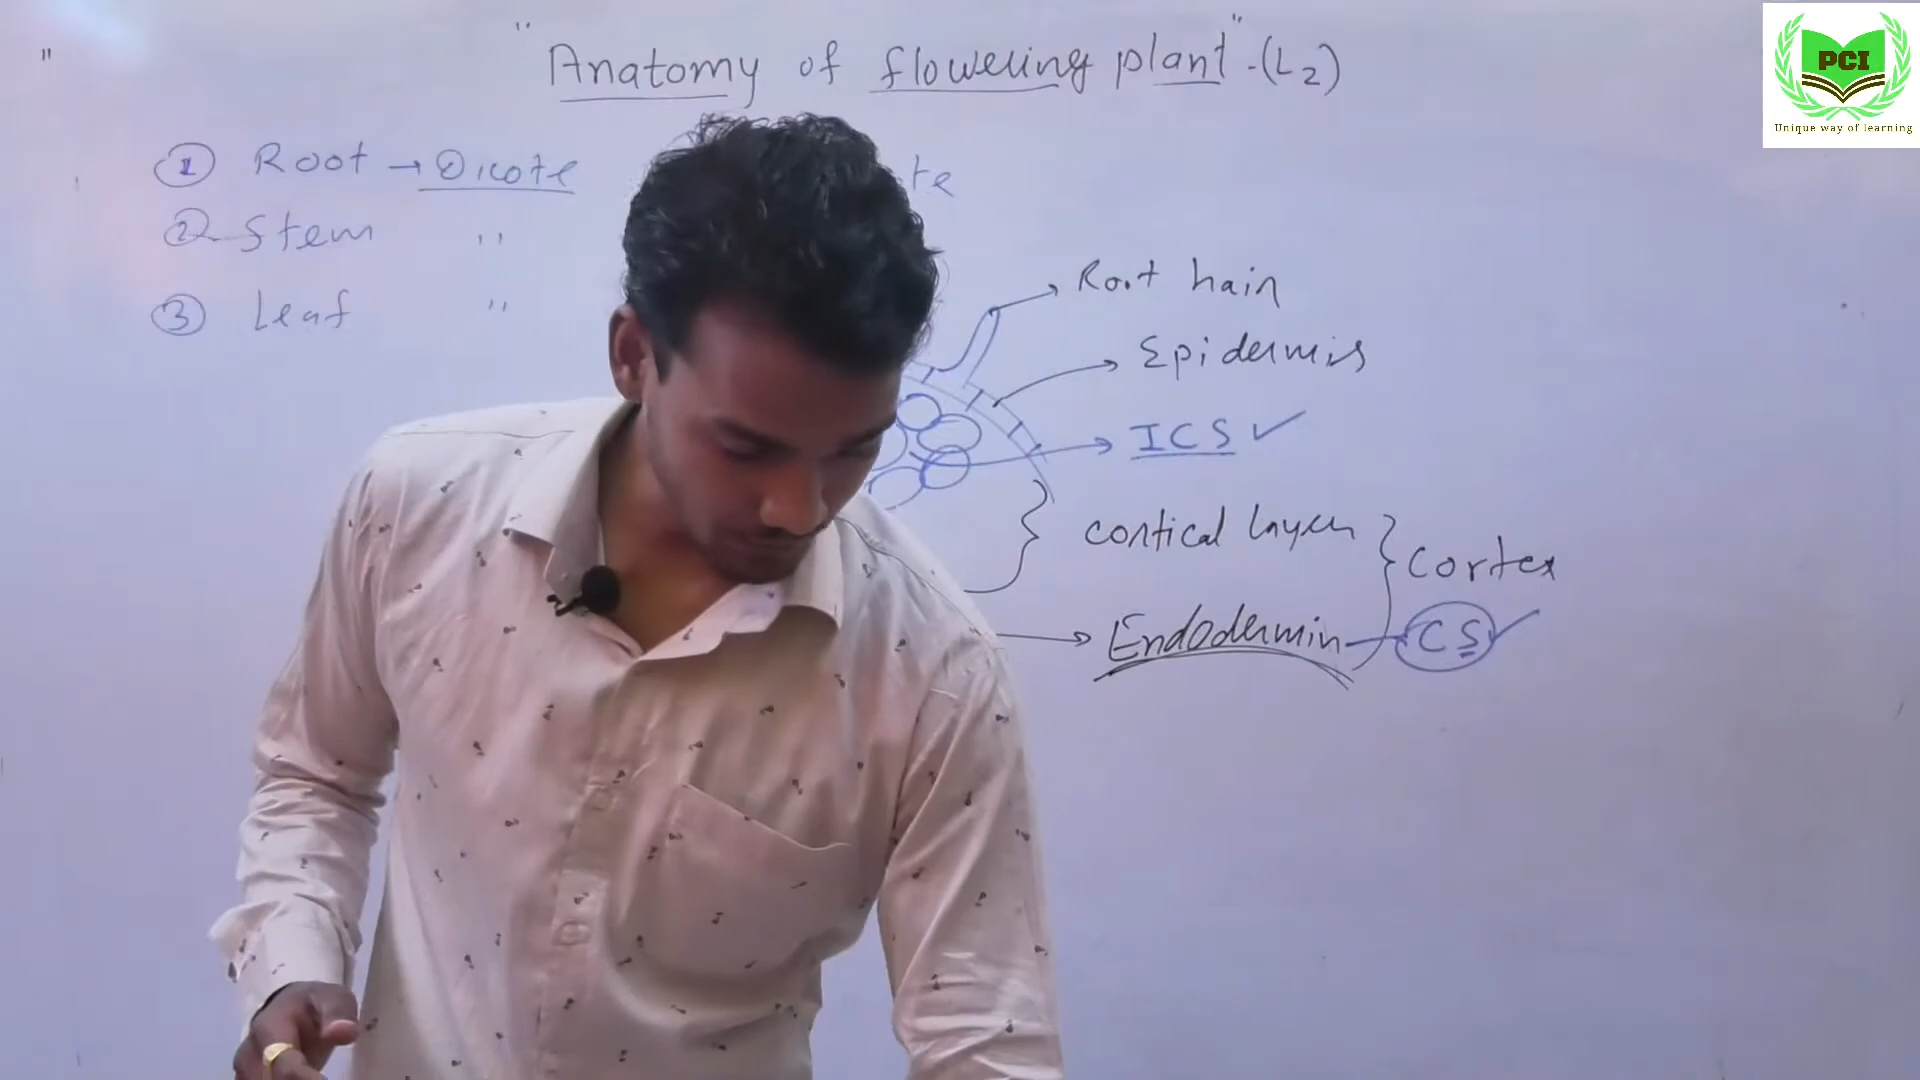 "Anatomy of flowering plant" -(L2)
PCI
Unique way of learning
① Root → Dicote
② Stem "
③ Leaf "
Root hair
Epidermis
ICS ✓
cortical layer
Cortex
Endodermin
CS ✓